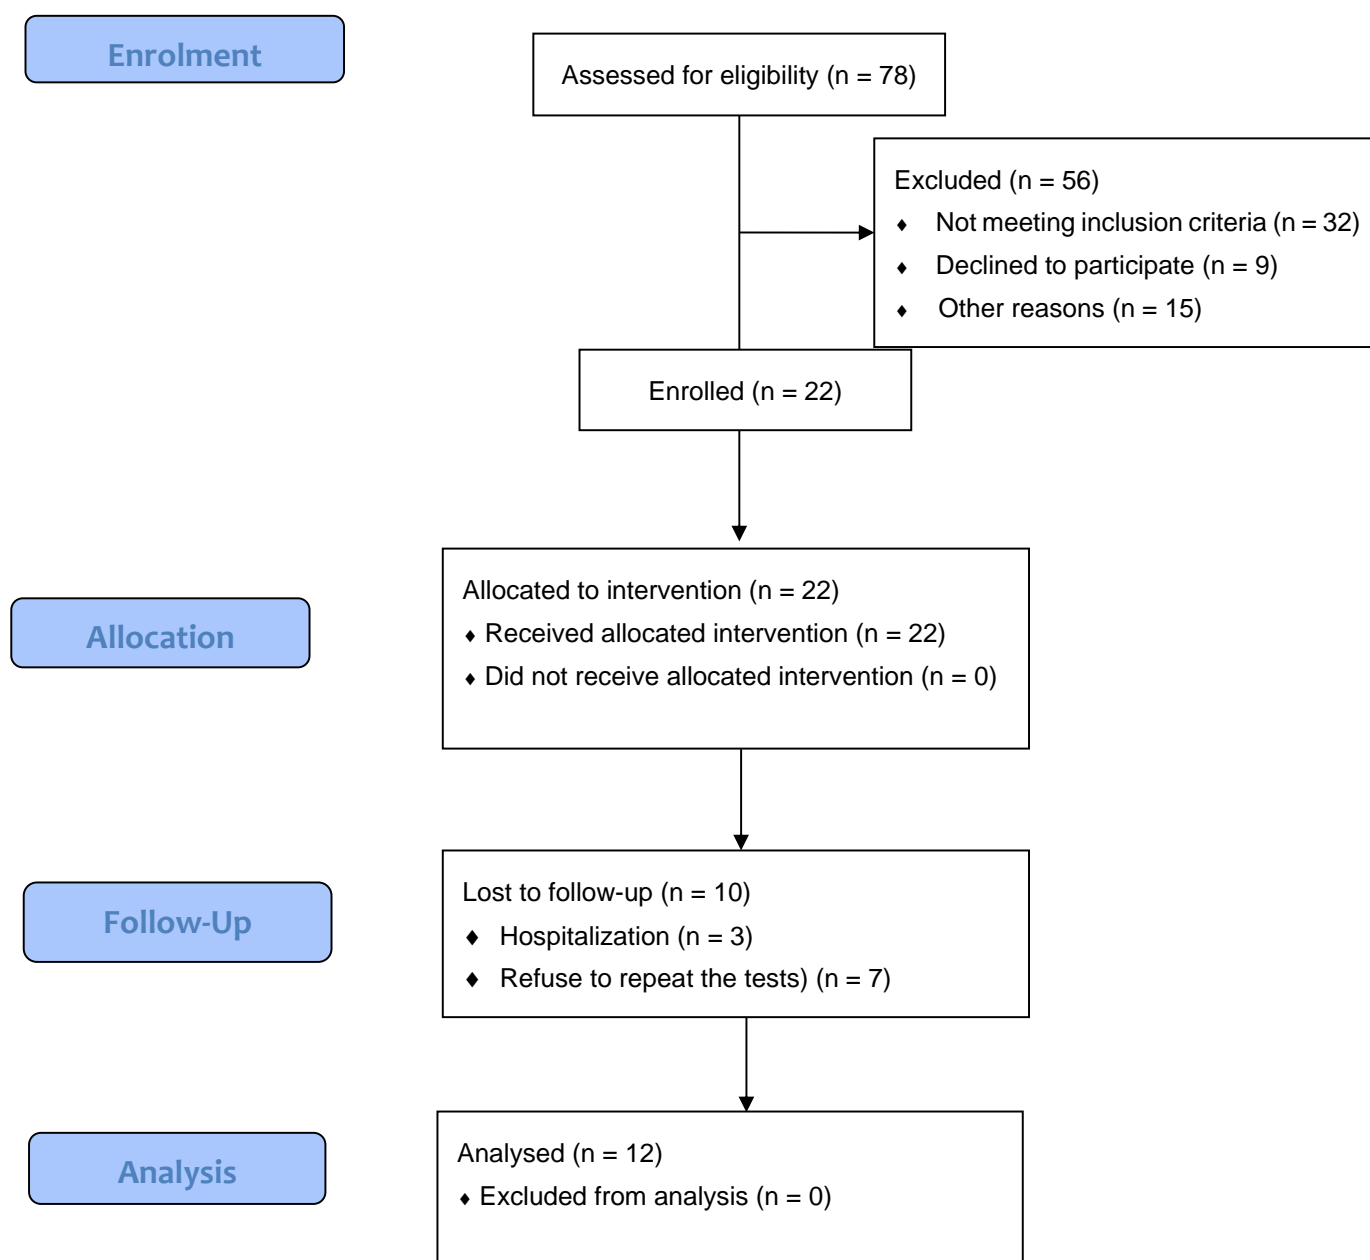 Enrolment
Assessed for eligibility (n = 78)
Excluded (n = 56)
♦ Not meeting inclusion criteria (n = 32)
♦ Declined to participate (n = 9)
♦ Other reasons (n = 15)
Enrolled (n = 22)
Allocation
Allocated to intervention (n = 22)
♦ Received allocated intervention (n = 22)
♦ Did not receive allocated intervention (n = 0)
Follow-Up
Lost to follow-up (n = 10)
♦ Hospitalization (n = 3)
♦ Refuse to repeat the tests) (n = 7)
Analysis
Analysed (n = 12)
♦ Excluded from analysis (n = 0)